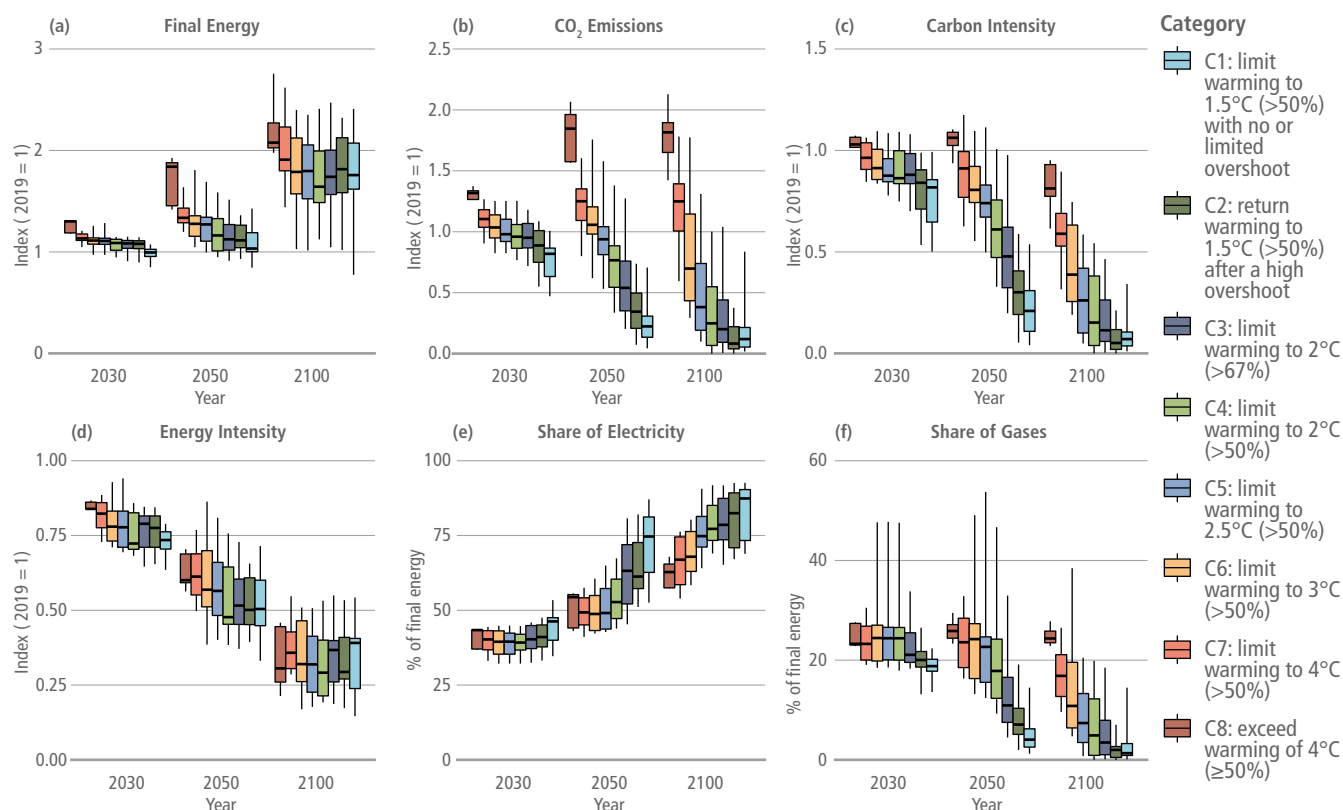 (a) Final Energy
Index ( 2019 = 1)
3
2
1
0
2030 2050 2100
Year
(b) CO₂ Emissions
Index ( 2019 = 1)
2.5
2.0
1.5
1.0
0.5
0.0
2030 2050 2100
Year
(c) Carbon Intensity
Index ( 2019 = 1)
1.5
1.0
0.5
0.0
2030 2050 2100
Year
(d) Energy Intensity
Index ( 2019 = 1)
1.00
0.75
0.50
0.25
0.00
2030 2050 2100
Year
(e) Share of Electricity
% of final energy
100
75
50
25
0
2030 2050 2100
Year
(f) Share of Gases
% of final energy
60
40
20
0
2030 2050 2100
Year
Category
C1: limit
warming to
1.5°C (>50%)
with no or
limited
overshoot
C2: return
warming to
1.5°C (>50%)
after a high
overshoot
C3: limit
warming to 2°C
(>67%)
C4: limit
warming to 2°C
(>50%)
C5: limit
warming to
2.5°C (>50%)
C6: limit
warming to 3°C
(>50%)
C7: limit
warming to 4°C
(>50%)
C8: exceed
warming of 4°C
(≥50%)